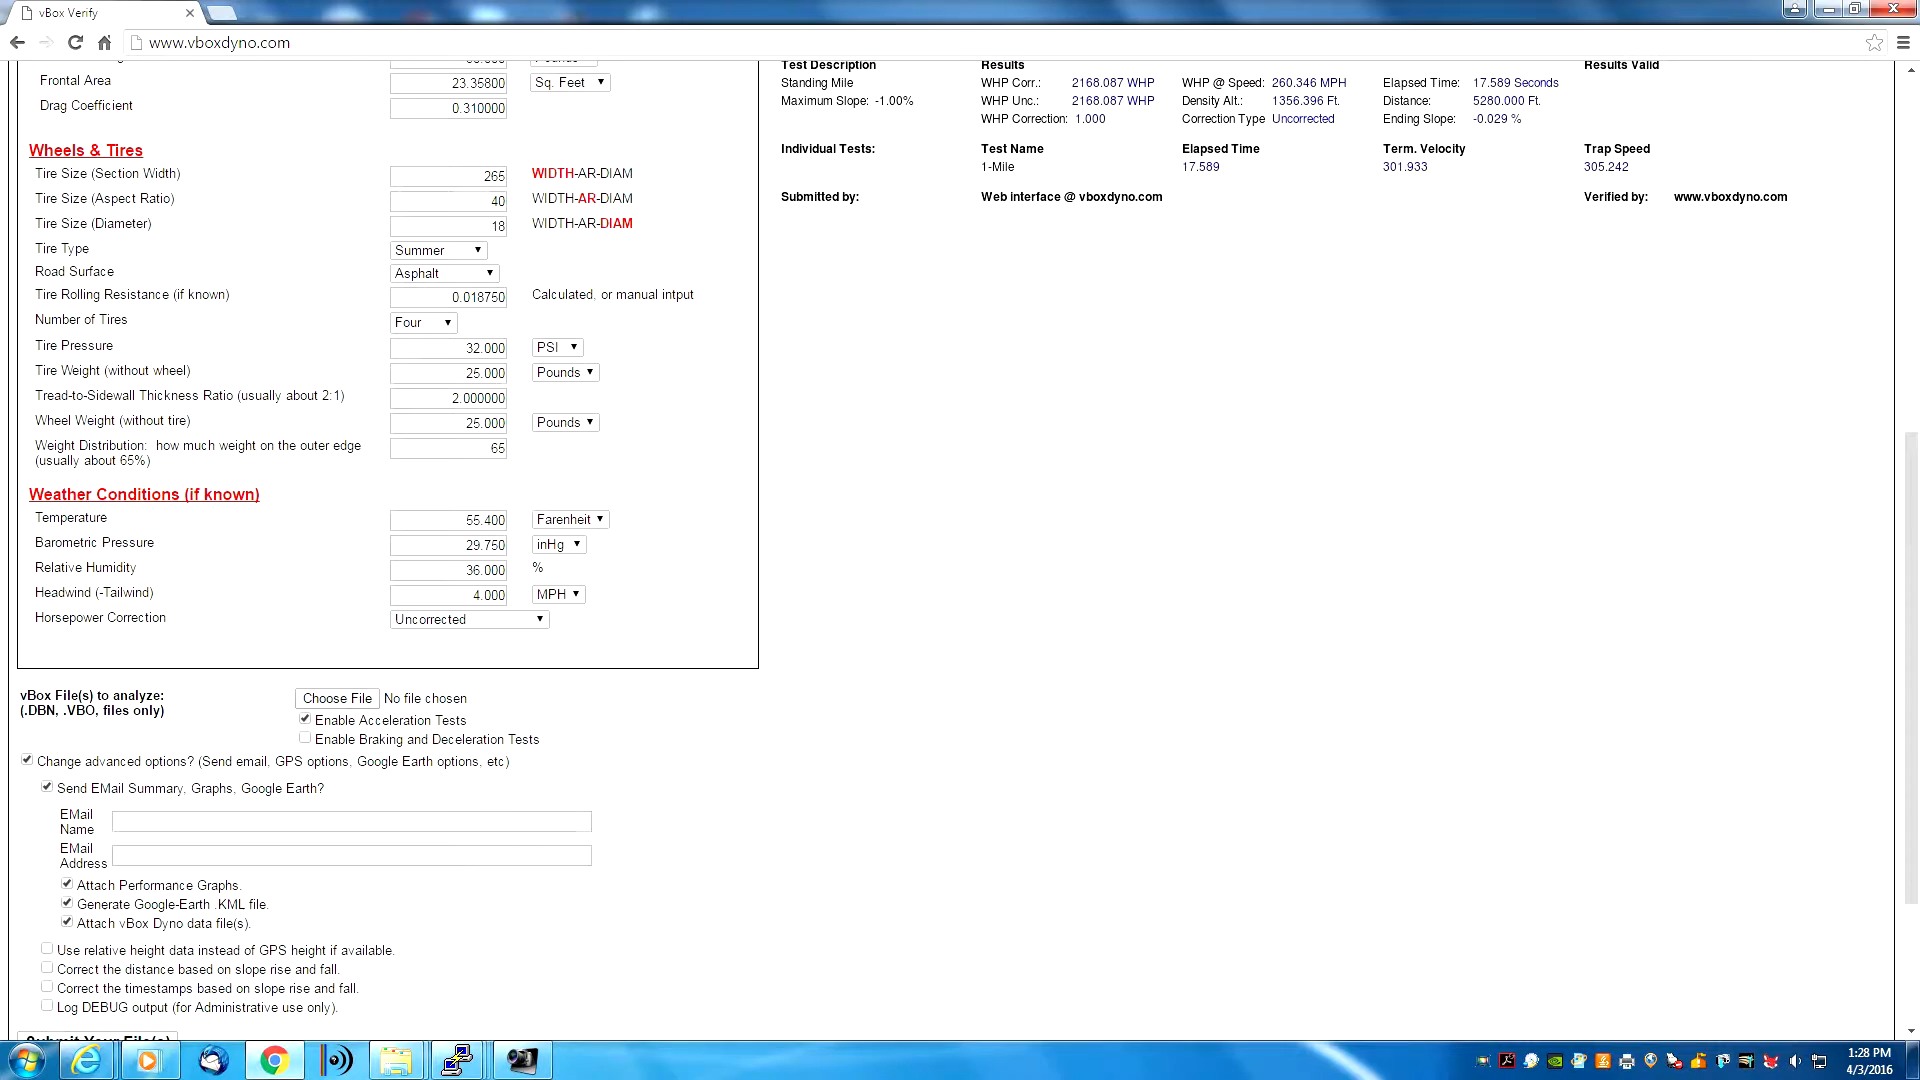 vBox Verify
www.vboxdyno.com
Frontal Area 23.35800 Sq. Feet
Drag Coefficient 0.310000
Wheels & Tires
Tire Size (Section Width) 265 WIDTH-AR-DIAM
Tire Size (Aspect Ratio) 40 WIDTH-AR-DIAM
Tire Size (Diameter) 18 WIDTH-AR-DIAM
Tire Type Summer
Road Surface Asphalt
Tire Rolling Resistance (if known) 0.018750 Calculated, or manual intput
Number of Tires Four
Tire Pressure 32.000 PSI
Tire Weight (without wheel) 25.000 Pounds
Tread-to-Sidewall Thickness Ratio (usually about 2:1) 2.000000
Wheel Weight (without tire) 25.000 Pounds
Weight Distribution: how much weight on the outer edge 65
(usually about 65%)
Weather Conditions (if known)
Temperature 55.400 Farenheit
Barometric Pressure 29.750 inHg
Relative Humidity 36.000 %
Headwind (-Tailwind) 4.000 MPH
Horsepower Correction Uncorrected
vBox File(s) to analyze: Choose File No file chosen
(.DBN, .VBO, files only)
Enable Acceleration Tests
Enable Braking and Deceleration Tests
Change advanced options? (Send email, GPS options, Google Earth options, etc)
Send EMail Summary, Graphs, Google Earth?
EMail
Name
EMail
Address
Attach Performance Graphs.
Generate Google-Earth .KML file.
Attach vBox Dyno data file(s).
Use relative height data instead of GPS height if available.
Correct the distance based on slope rise and fall.
Correct the timestamps based on slope rise and fall.
Log DEBUG output (for Administrative use only).
Submit Your File(s)
Test Description Results Results Valid
Standing Mile WHP Corr.: 2168.087 WHP WHP @ Speed: 260.346 MPH Elapsed Time: 17.589 Seconds
Maximum Slope: -1.00% WHP Unc.: 2168.087 WHP Density Alt.: 1356.396 Ft. Distance: 5280.000 Ft.
WHP Correction: 1.000 Correction Type Uncorrected Ending Slope: -0.029 %
Individual Tests: Test Name Elapsed Time Term. Velocity Trap Speed
1-Mile 17.589 301.933 305.242
Submitted by: Web interface @ vboxdyno.com Verified by: www.vboxdyno.com
1:28 PM
4/3/2016